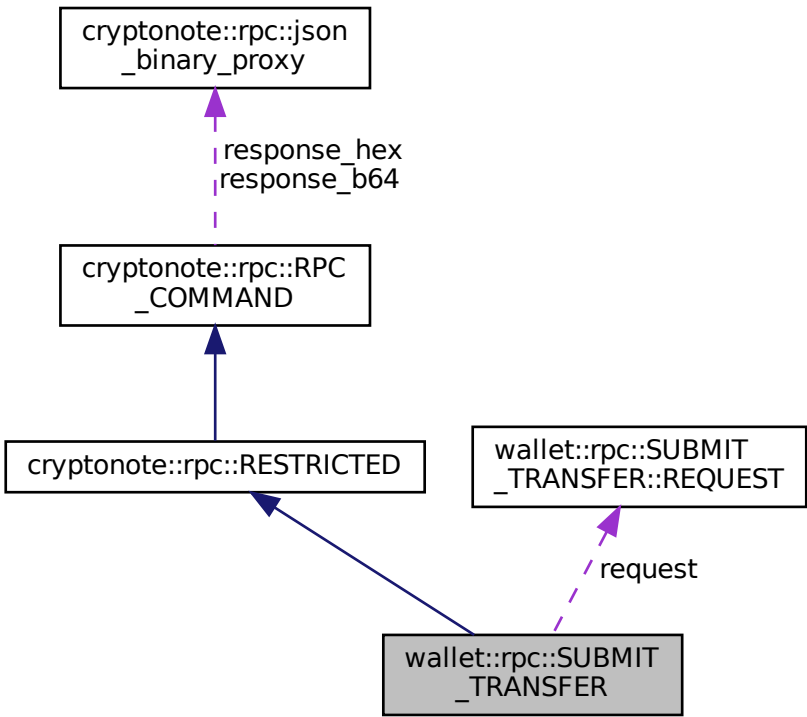 cryptonote::rpc::json
_binary_proxy
response_hex
response_b64
cryptonote::rpc::RPC
_COMMAND
cryptonote::rpc::RESTRICTED
wallet::rpc::SUBMIT
_TRANSFER::REQUEST
request
wallet::rpc::SUBMIT
_TRANSFER